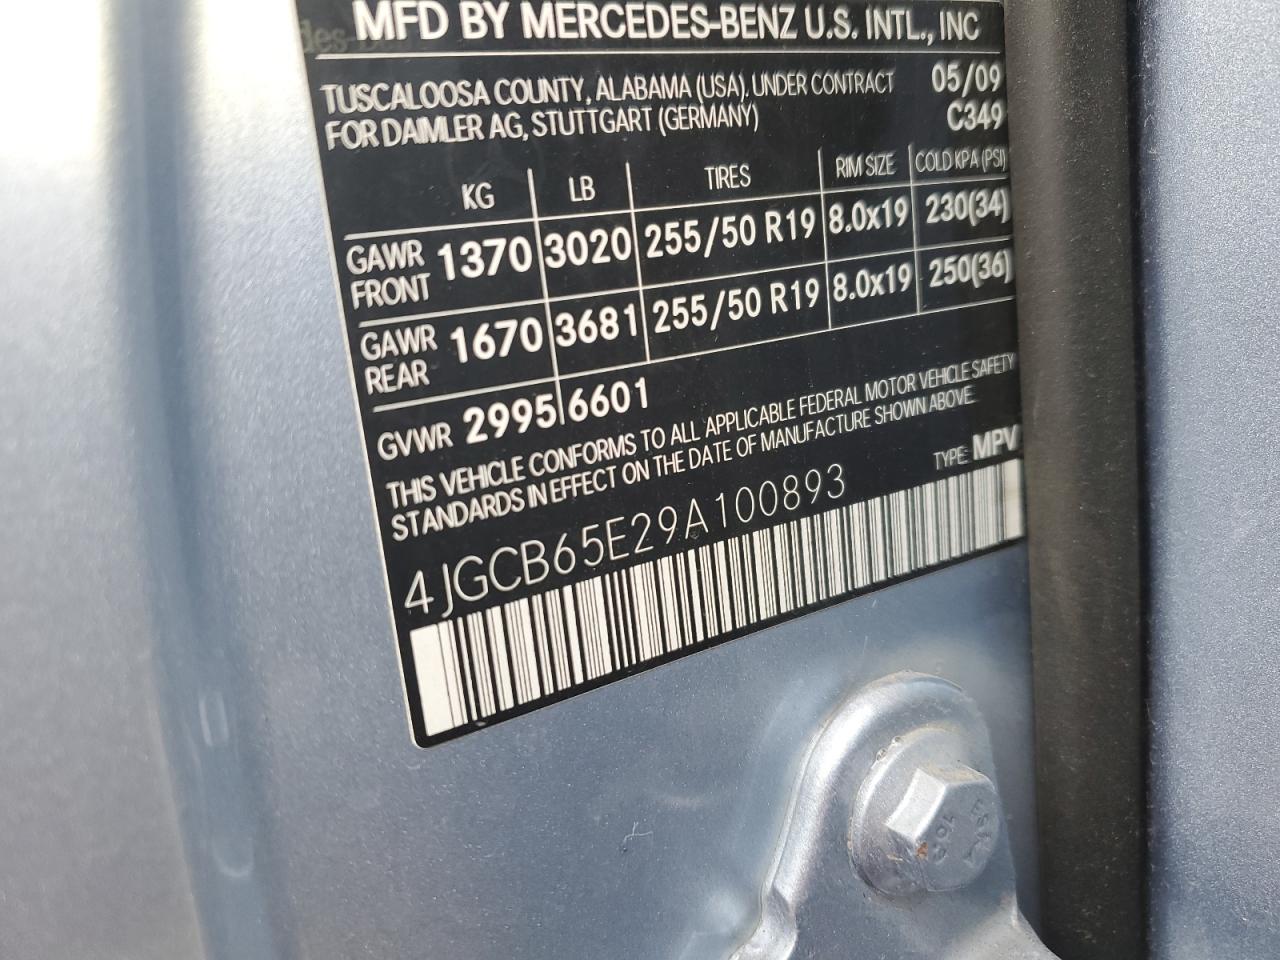 MFD BY MERCEDES-BENZ U.S. INTL., INC
TUSCALOOSA COUNTY, ALABAMA (USA), UNDER CONTRACT 05/09
FOR DAIMLER AG, STUTTGART (GERMANY) C349
KG LB TIRES RIM SIZE COLD KPA (PSI)
GAWR FRONT 1370 3020 255/50 R19 8.0x19 230(34)
GAWR REAR 1670 3681 255/50 R19 8.0x19 250(36)
GVWR 2995 6601
THIS VEHICLE CONFORMS TO ALL APPLICABLE FEDERAL MOTOR VEHICLE SAFETY
STANDARDS IN EFFECT ON THE DATE OF MANUFACTURE SHOWN ABOVE.
TYPE: MPV
4JGCB65E29A100893